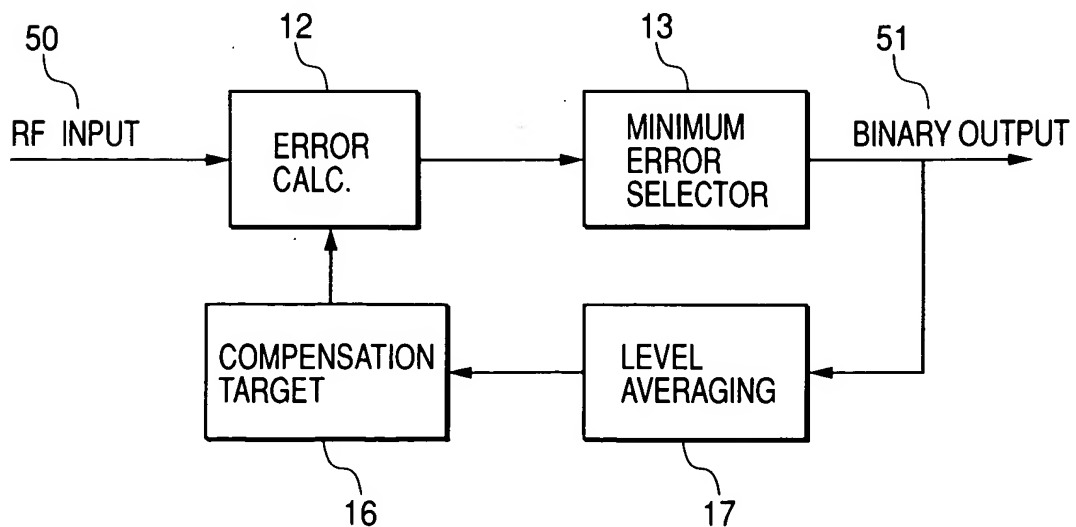 50
12
13
51
RF INPUT
ERROR
CALC.
MINIMUM
ERROR
SELECTOR
BINARY OUTPUT
COMPENSATION
TARGET
LEVEL
AVERAGING
16
17